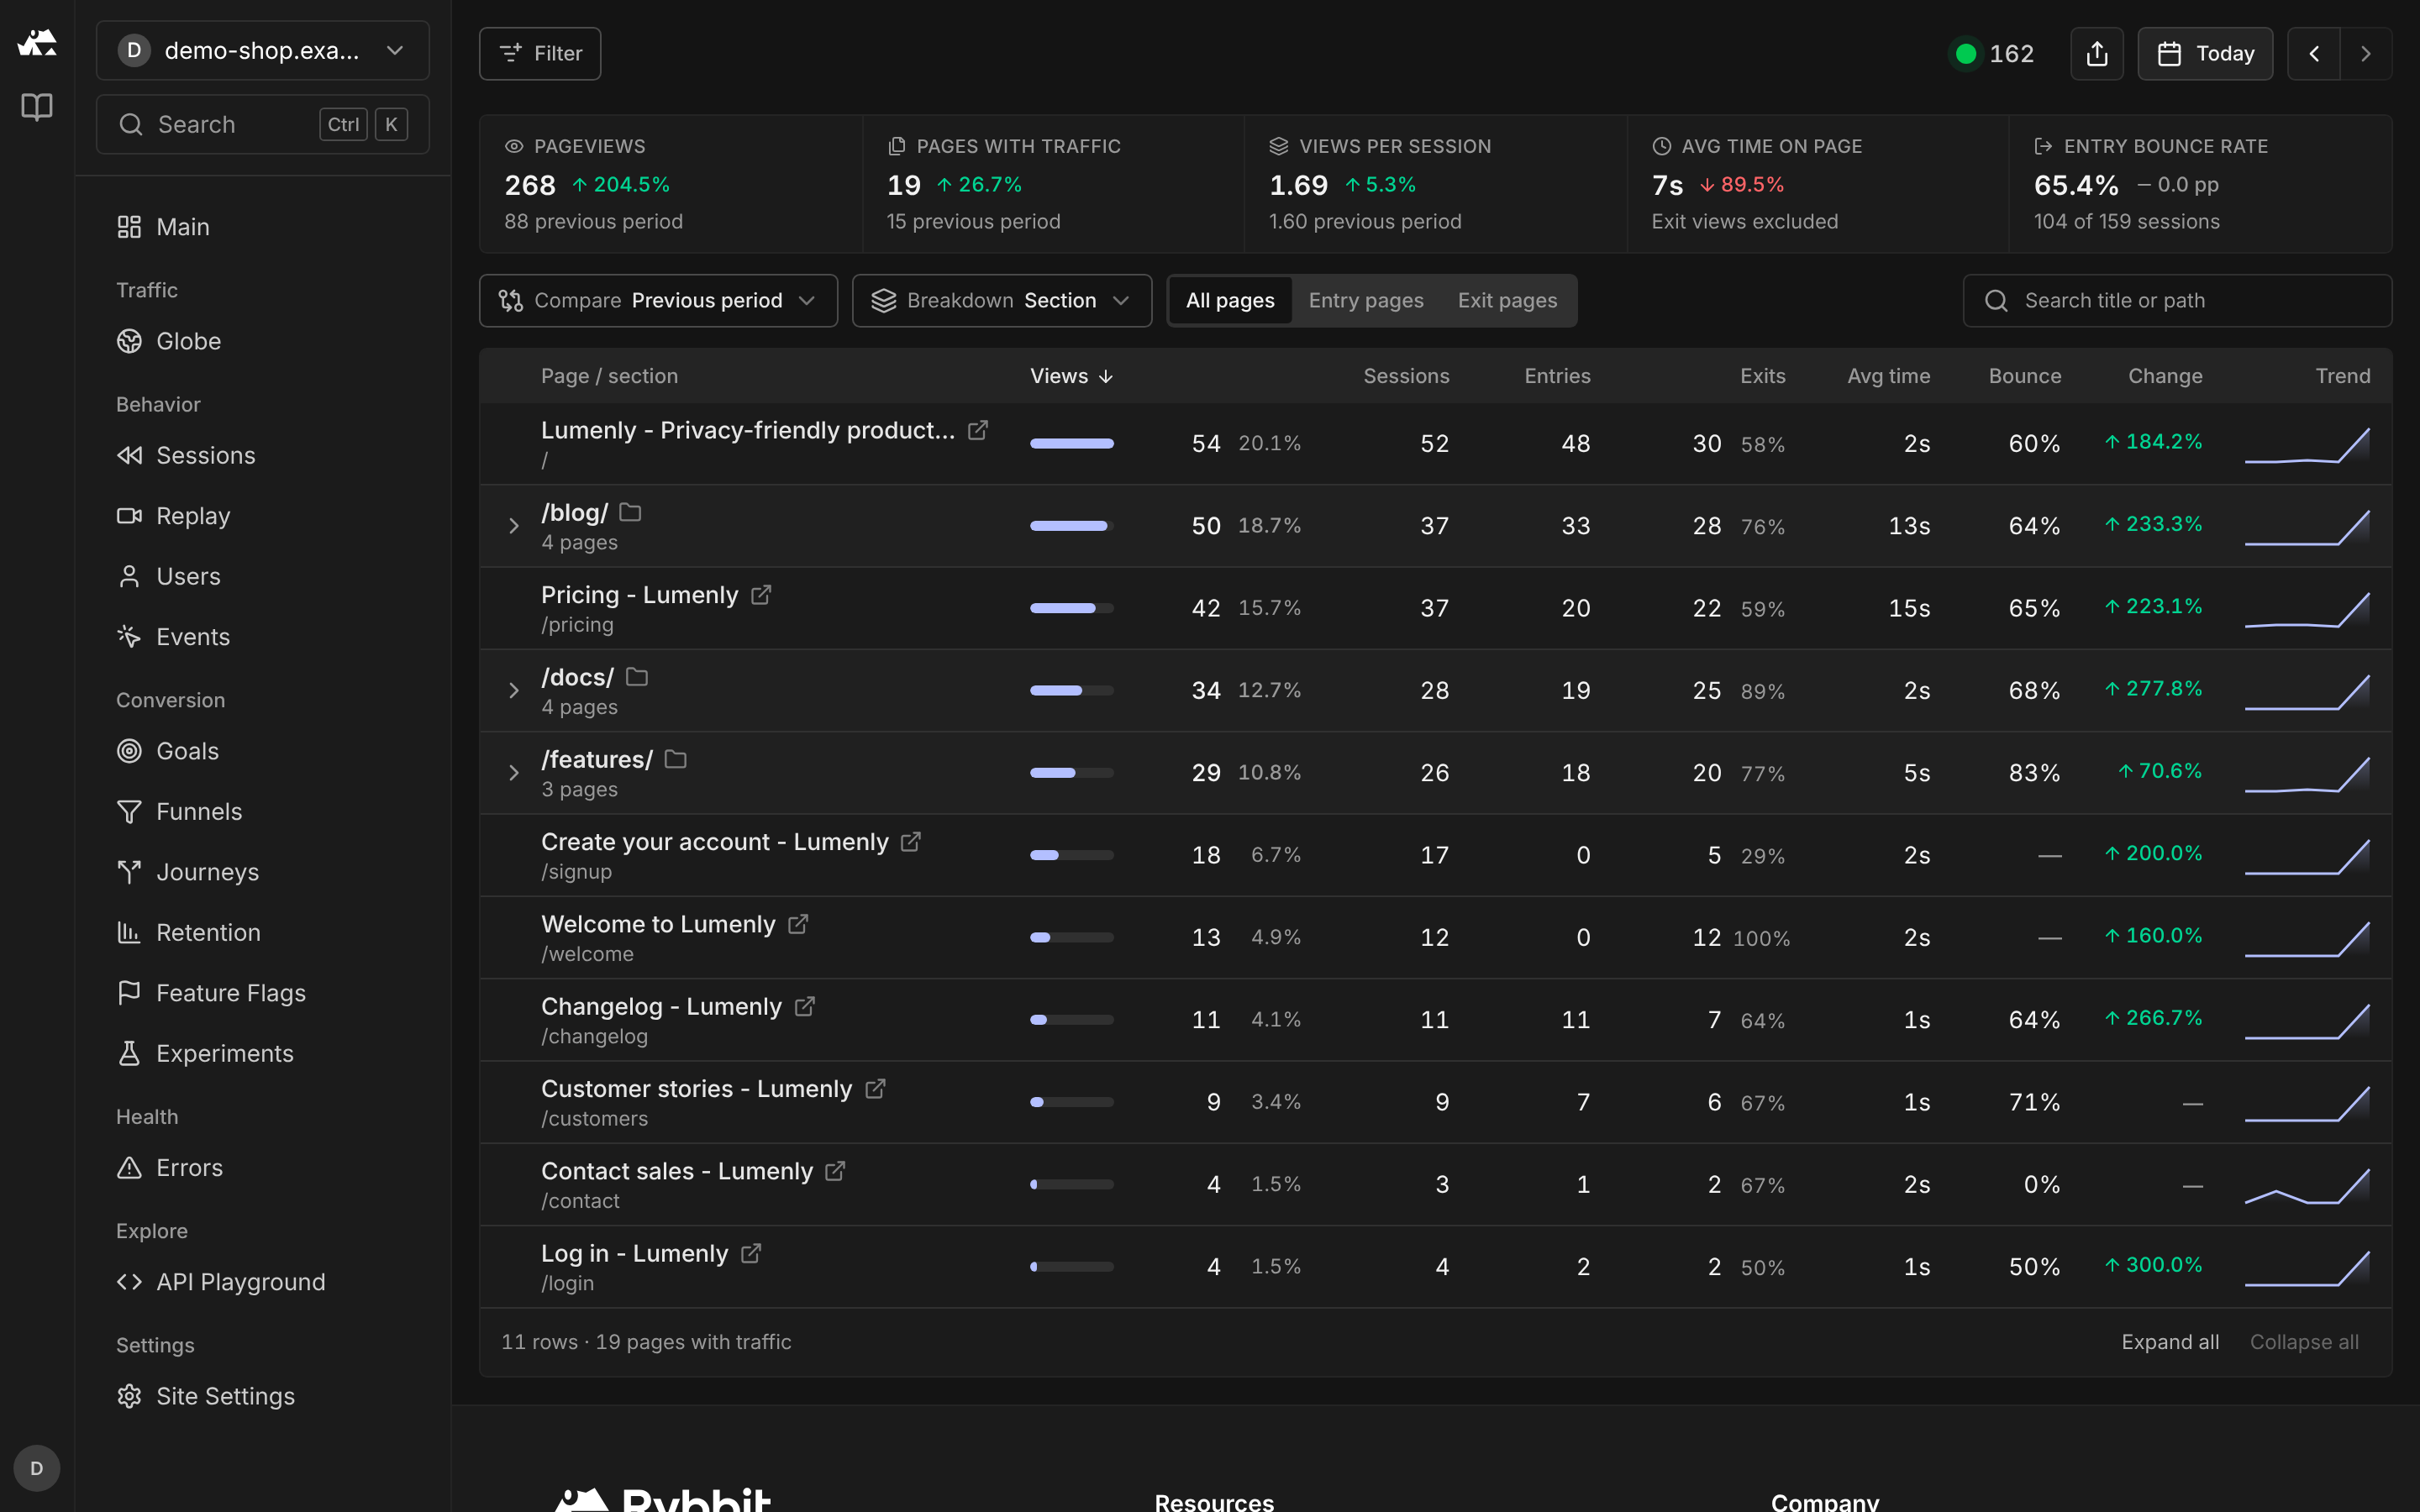 D demo-shop.exa...
Search Ctrl K
Main
Traffic
Globe
Behavior
Sessions
Replay
Users
Events
Conversion
Goals
Funnels
Journeys
Retention
Feature Flags
Experiments
Health
Errors
Explore
API Playground
Settings
Site Settings
D
Filter
162
Today
PAGEVIEWS
268 ↑ 204.5%
88 previous period
PAGES WITH TRAFFIC
19 ↑ 26.7%
15 previous period
VIEWS PER SESSION
1.69 ↑ 5.3%
1.60 previous period
AVG TIME ON PAGE
7s ↓ 89.5%
Exit views excluded
ENTRY BOUNCE RATE
65.4% — 0.0 pp
104 of 159 sessions
Compare Previous period
Breakdown Section
All pages Entry pages Exit pages
Search title or path
Page / section Views ↓ Sessions Entries Exits Avg time Bounce Change Trend
Lumenly - Privacy-friendly product... 54 20.1% 52 48 30 58% 2s 60% ↑ 184.2%
/
/blog/ 50 18.7% 37 33 28 76% 13s 64% ↑ 233.3%
4 pages
Pricing - Lumenly 42 15.7% 37 20 22 59% 15s 65% ↑ 223.1%
/pricing
/docs/ 34 12.7% 28 19 25 89% 2s 68% ↑ 277.8%
4 pages
/features/ 29 10.8% 26 18 20 77% 5s 83% ↑ 70.6%
3 pages
Create your account - Lumenly 18 6.7% 17 0 5 29% 2s — ↑ 200.0%
/signup
Welcome to Lumenly 13 4.9% 12 0 12 100% 2s — ↑ 160.0%
/welcome
Changelog - Lumenly 11 4.1% 11 11 7 64% 1s 64% ↑ 266.7%
/changelog
Customer stories - Lumenly 9 3.4% 9 7 6 67% 1s 71% —
/customers
Contact sales - Lumenly 4 1.5% 3 1 2 67% 2s 0% —
/contact
Log in - Lumenly 4 1.5% 4 2 2 50% 1s 50% ↑ 300.0%
/login
11 rows · 19 pages with traffic
Expand all Collapse all
Rybbit
Resources
Company